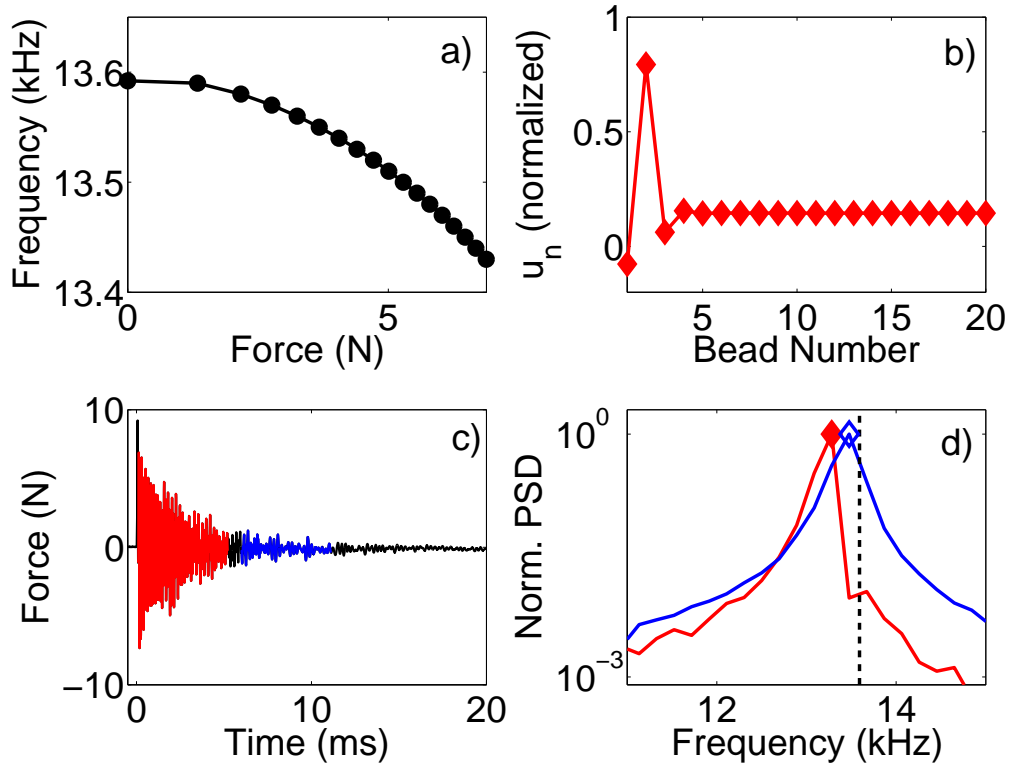 a)
Frequency (kHz)
13.6
13.5
13.4
0
5
Force (N)
b)
u_n (normalized)
1
0.5
0
5
10
15
20
Bead Number
c)
Force (N)
10
0
−10
0
10
20
Time (ms)
d)
Norm. PSD
10^0
10^−3
12
14
Frequency (kHz)